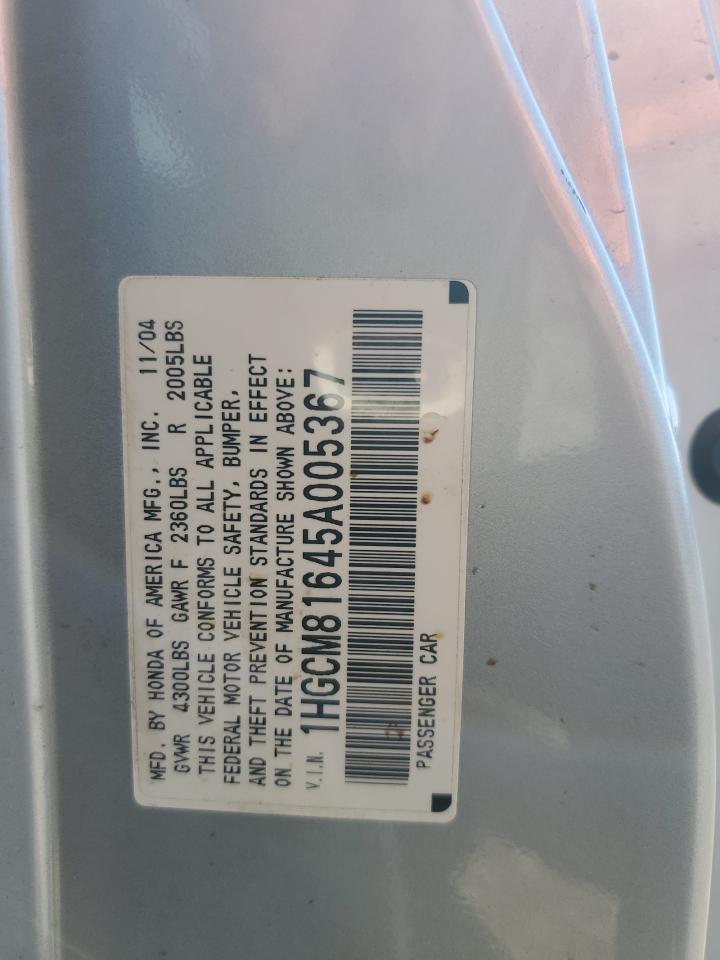 MFD. BY HONDA OF AMERICA MFG., INC. 11/04
GVWR 4300LBS GAWR F 2360LBS R 2005LBS
THIS VEHICLE CONFORMS TO ALL APPLICABLE
FEDERAL MOTOR VEHICLE SAFETY, BUMPER,
AND THEFT PREVENTION STANDARDS IN EFFECT
ON THE DATE OF MANUFACTURE SHOWN ABOVE:
V.I.N. 1HGCM81645A005367
PASSENGER CAR